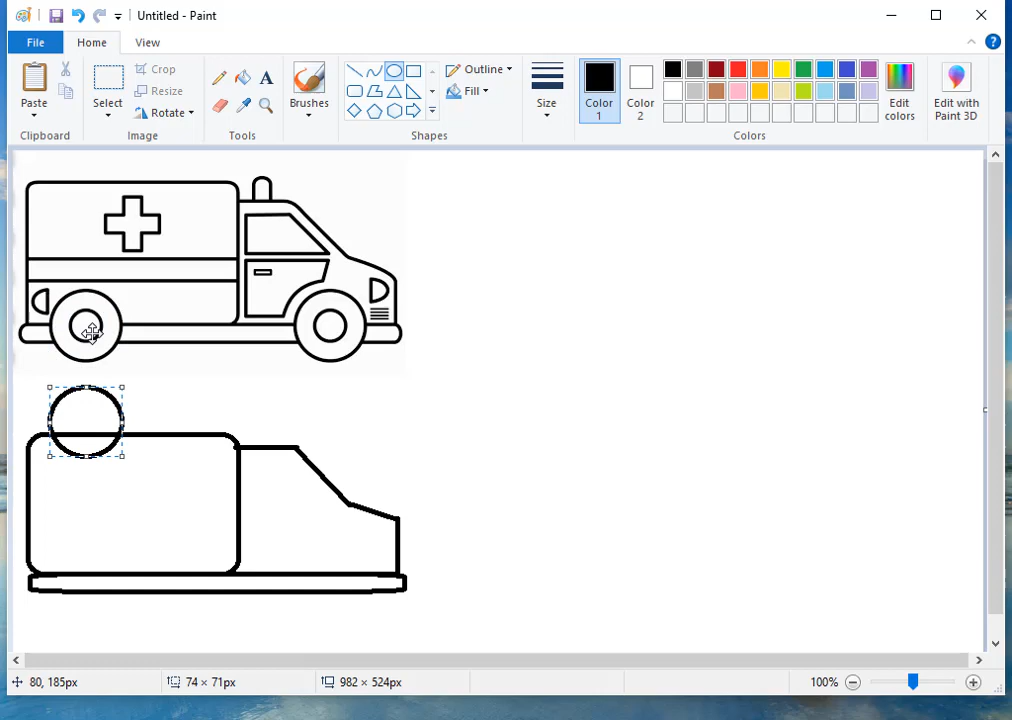 Untitled - Paint
File Home View
Paste
Select
Crop
Resize
Rotate
A
Brushes
Outline
Fill
Size
Color
1
Color
2
Edit
colors
Edit with
Paint 3D
Clipboard Image Tools Shapes Colors
80, 185px 74 × 71px 982 × 524px 100%